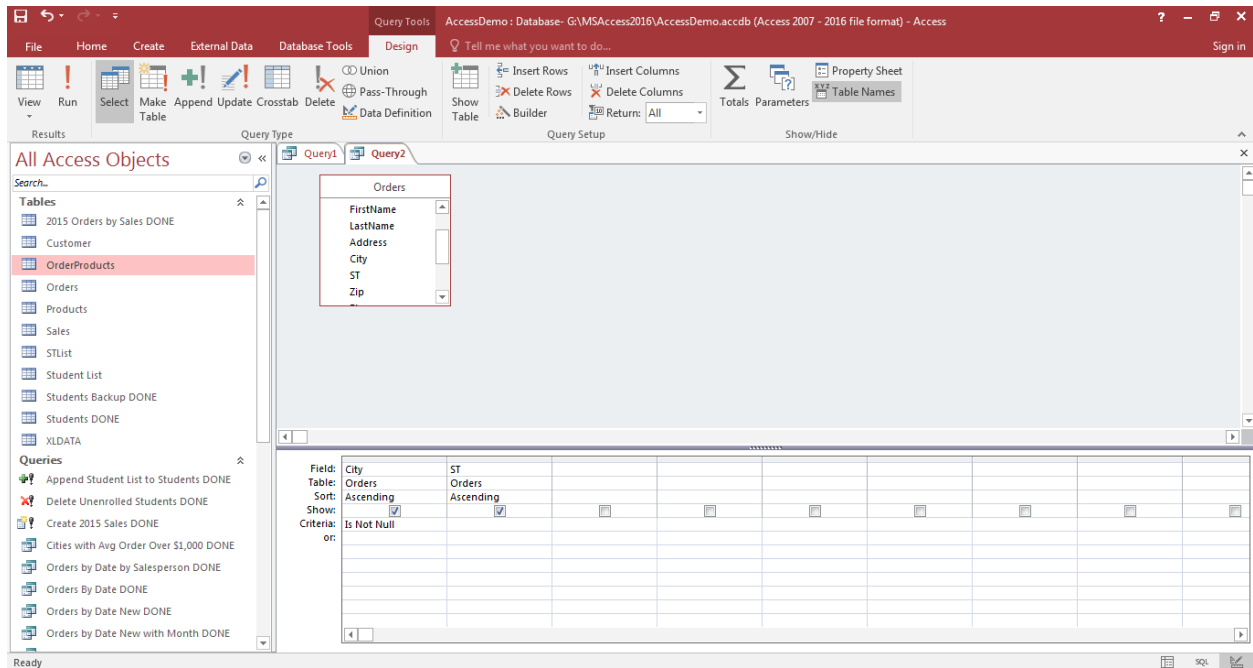 Query Tools AccessDemo : Database- G:\MSAccess2016\AccessDemo.accdb (Access 2007 - 2016 file format) - Access ?
File Home Create External Data Database Tools Design Tell me what you want to do... Sign in
View Run Select Make Table Append Update Crosstab Delete
Union
Pass-Through
Data Definition
Show Table
Insert Rows
Delete Rows
Builder
Insert Columns
Delete Columns
Return: All
Totals Parameters
Property Sheet
XYZ Table Names
Results Query Type Query Setup Show/Hide
All Access Objects
Search...
Tables
2015 Orders by Sales DONE
Customer
OrderProducts
Orders
Products
Sales
STList
Student List
Students Backup DONE
Students DONE
XLDATA
Queries
Append Student List to Students DONE
Delete Unenrolled Students DONE
Create 2015 Sales DONE
Cities with Avg Order Over $1,000 DONE
Orders by Date by Salesperson DONE
Orders By Date DONE
Orders by Date New DONE
Orders by Date New with Month DONE
Query1 Query2
Orders
FirstName
LastName
Address
City
ST
Zip
Field: City ST
Table: Orders Orders
Sort: Ascending Ascending
Show:
Criteria: Is Not Null
or:
Ready SQL